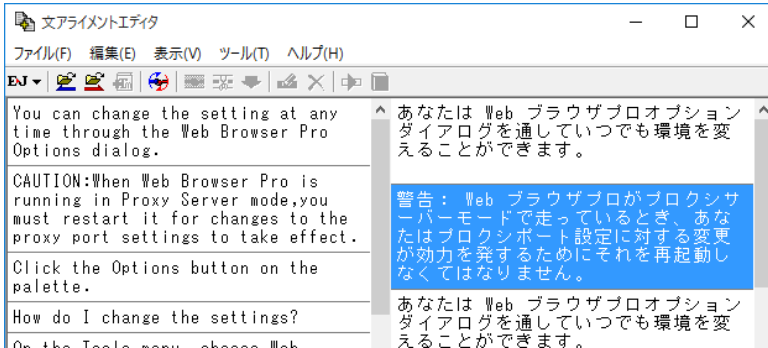 文アライメントエディタ
ファイル(F) 編集(E) 表示(V) ツール(T) ヘルプ(H)
EJ
You can change the setting at any
time through the Web Browser Pro
Options dialog.
CAUTION:When Web Browser Pro is
running in Proxy Server mode,you
must restart it for changes to the
proxy port settings to take effect.
Click the Options button on the
palette.
How do I change the settings?
On the Tools menu, choose Web
あなたは Web ブラウザプロオプション
ダイアログを通していつでも環境を変
えることができます。
警告： Web ブラウザプロがプロクシサ
ーバーモードで走っているとき、あな
たはプロクシポート設定に対する変更
が効力を発するためにそれを再起動し
なくてはなりません。
あなたは Web ブラウザプロオプション
ダイアログを通していつでも環境を変
えることができます。